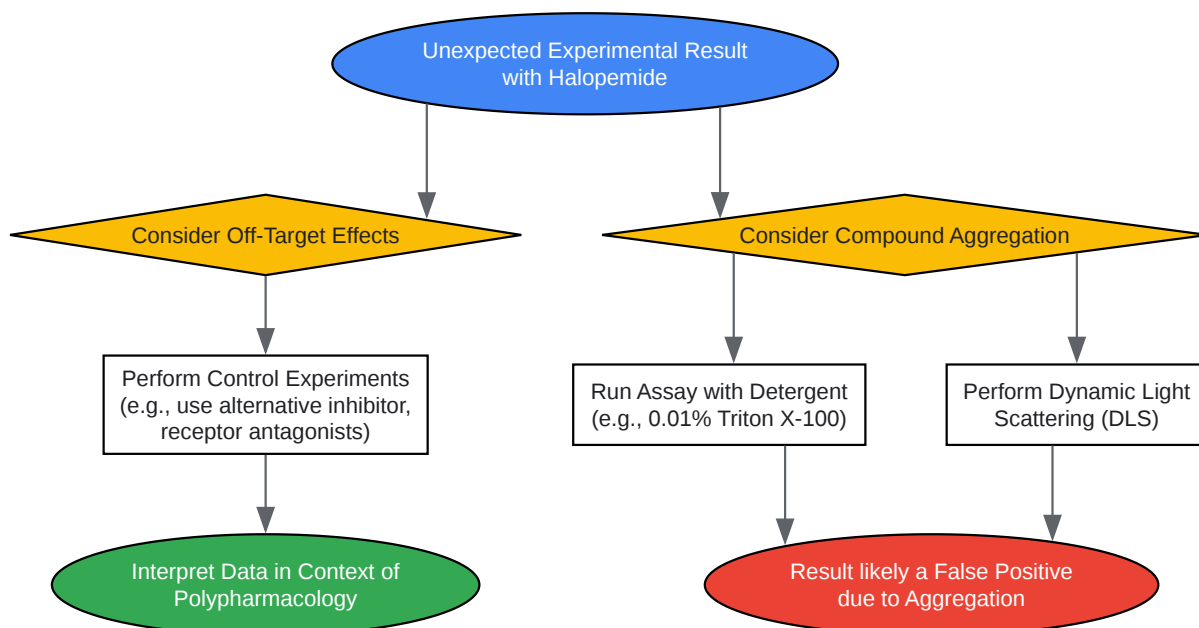 Unexpected Experimental Result
with Halopemide
Consider Off-Target Effects
Consider Compound Aggregation
Perform Control Experiments
(e.g., use alternative inhibitor,
receptor antagonists)
Run Assay with Detergent
(e.g., 0.01% Triton X-100)
Perform Dynamic Light
Scattering (DLS)
Interpret Data in Context of
Polypharmacology
Result likely a False Positive
due to Aggregation